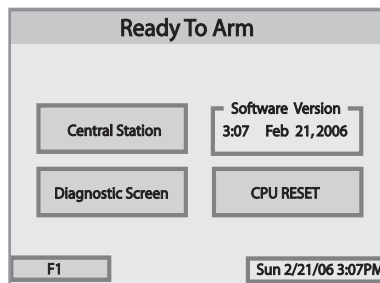 Ready To Arm
Central Station
Software Version
3:07 Feb 21,2006
Diagnostic Screen
CPU RESET
F1
Sun 2/21/06 3:07PM